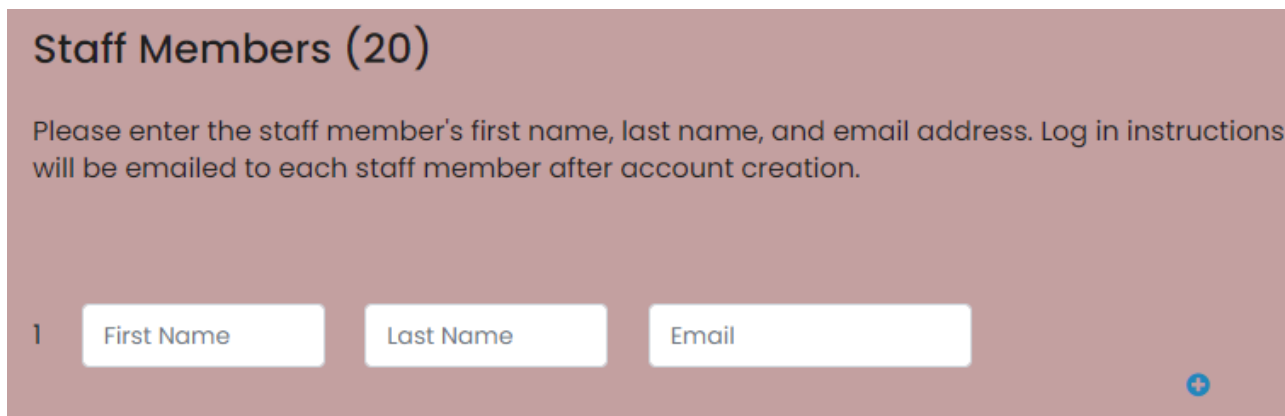 Staff Members (20)
Please enter the staff member's first name, last name, and email address. Log in instructions
will be emailed to each staff member after account creation.
1 First Name Last Name Email